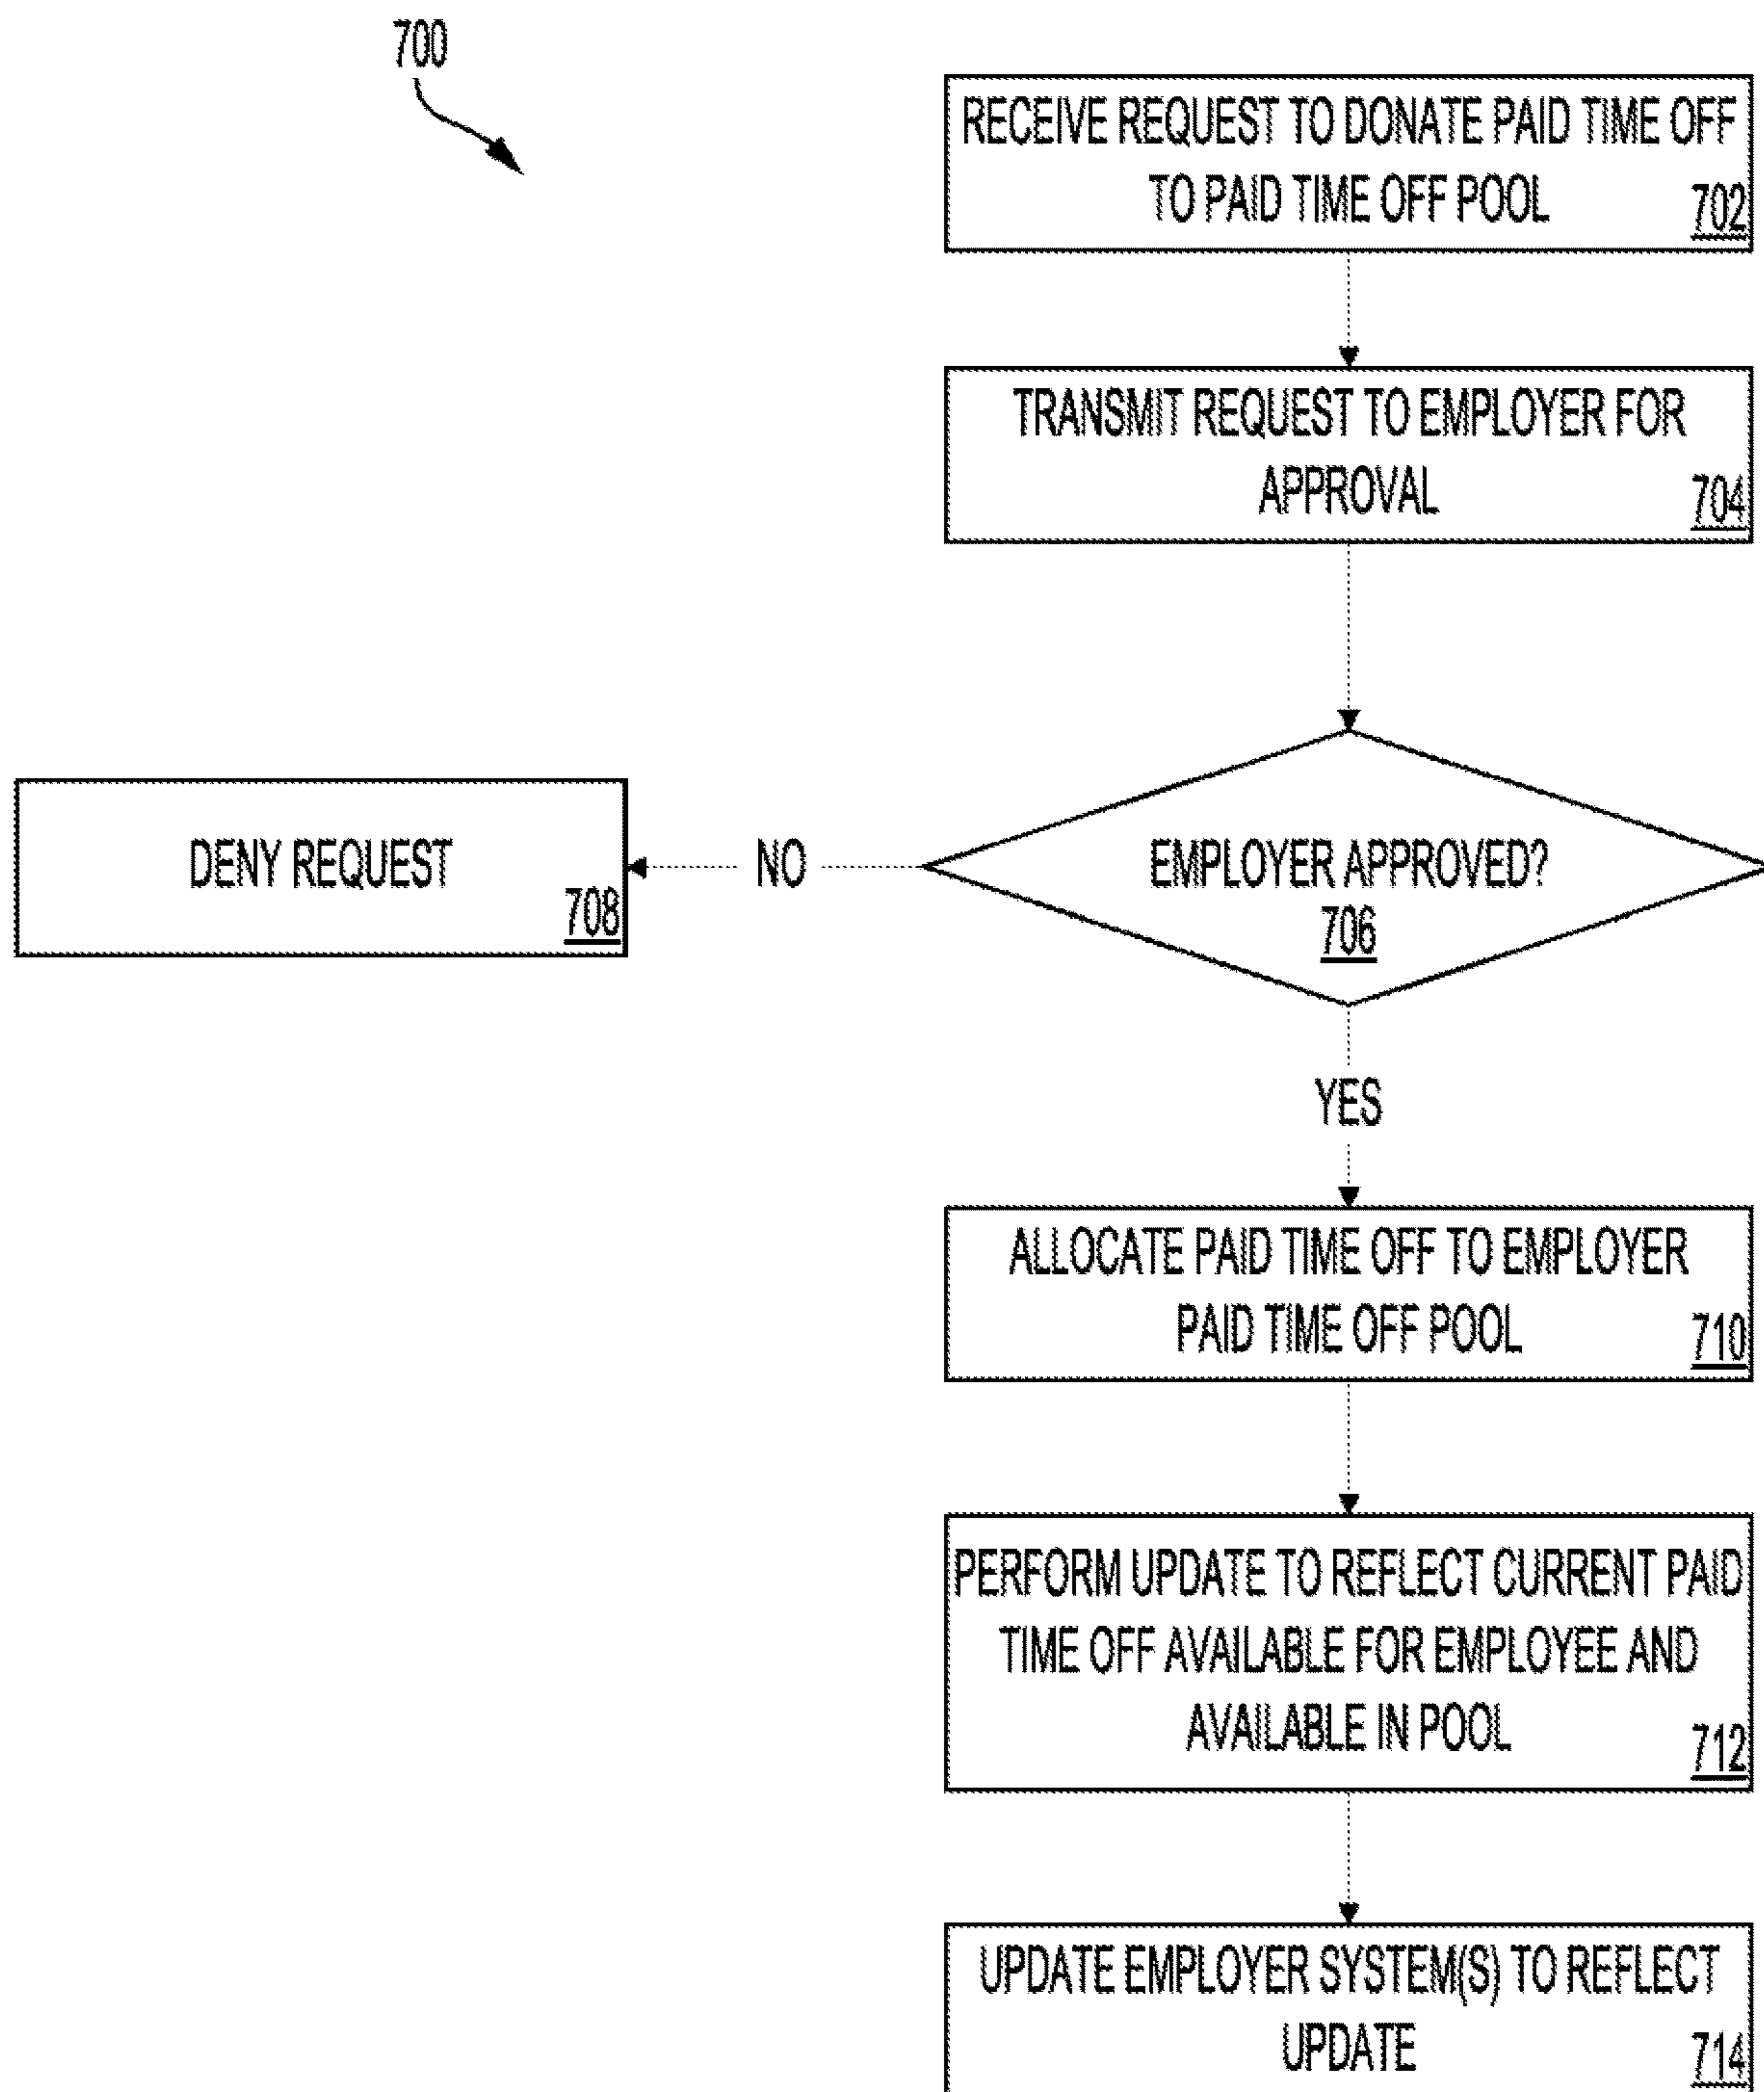 700
RECEIVE REQUEST TO DONATE PAID TIME OFF
TO PAID TIME OFF POOL
702
TRANSMIT REQUEST TO EMPLOYER FOR
APPROVAL
704
EMPLOYER APPROVED?
706
NO
DENY REQUEST
708
YES
ALLOCATE PAID TIME OFF TO EMPLOYER
PAID TIME OFF POOL
710
PERFORM UPDATE TO REFLECT CURRENT PAID
TIME OFF AVAILABLE FOR EMPLOYEE AND
AVAILABLE IN POOL
712
UPDATE EMPLOYER SYSTEM(S) TO REFLECT
UPDATE
714